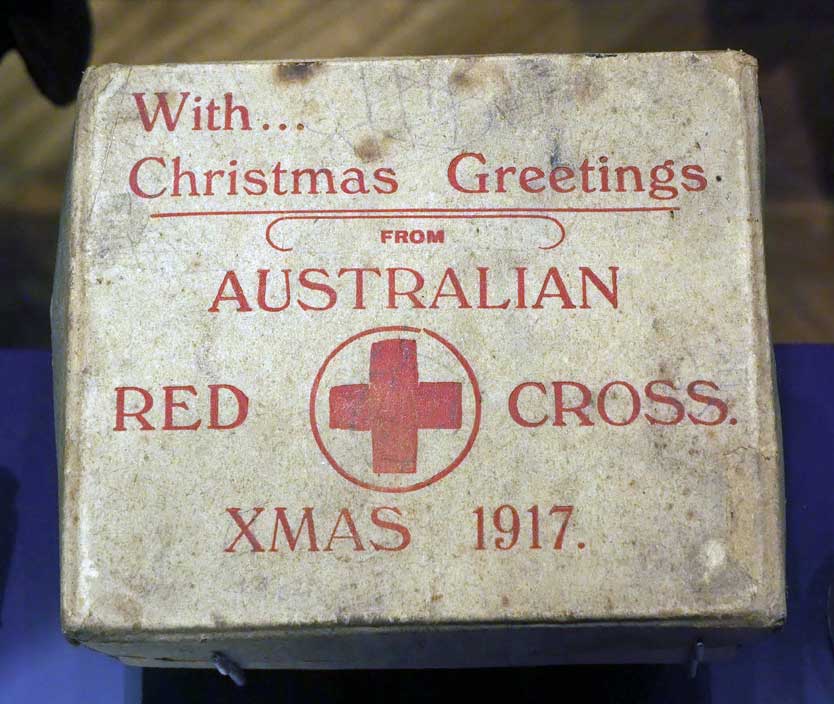 With...
Christmas Greetings
FROM
AUSTRALIAN
RED CROSS.
XMAS 1917.